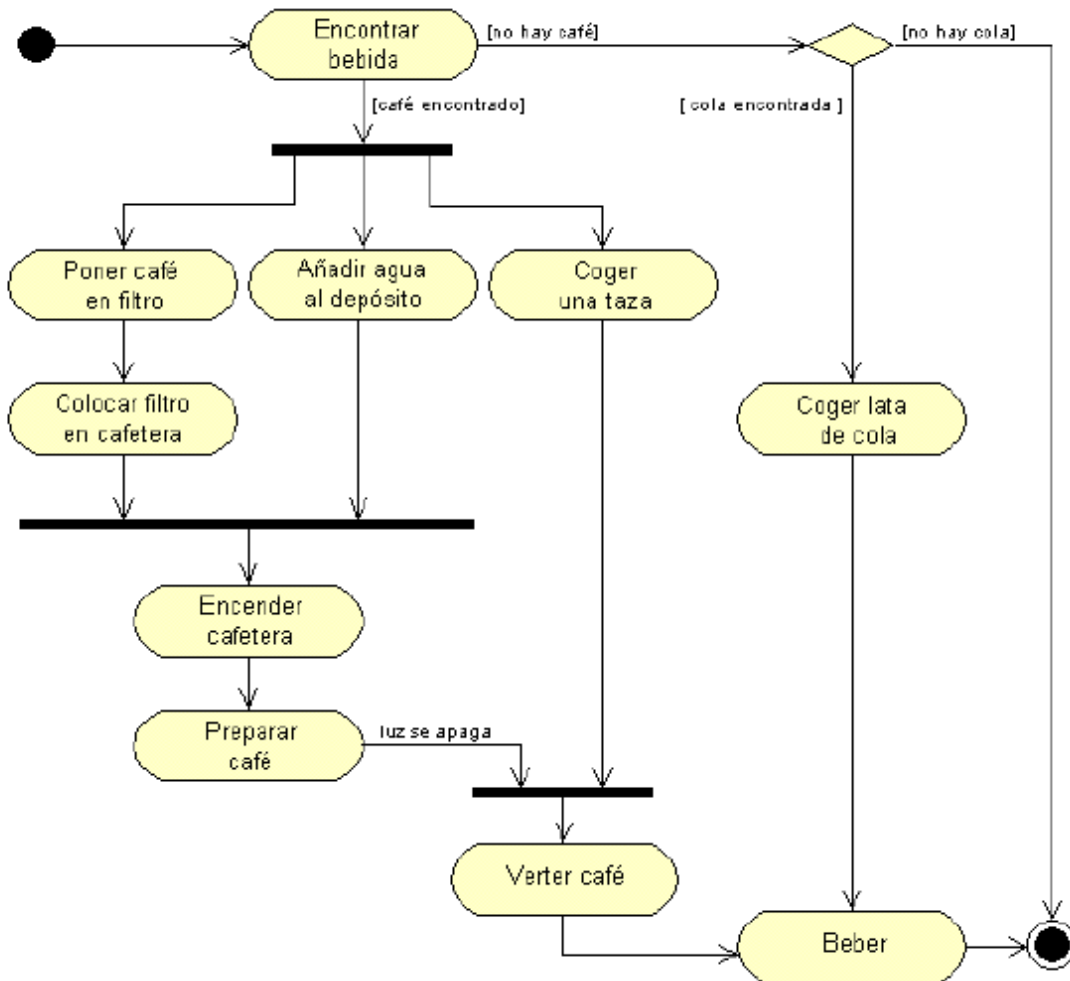 Encontrar
bebida
[no hay café]
[no hay cola]
[café encontrado]
[ cola encontrada ]
Poner café
en filtro
Añadir agua
al depósito
Coger
una taza
Colocar filtro
en cafetera
Coger lata
de cola
Encender
cafetera
Preparar
café
luz se apaga
Verter café
Beber